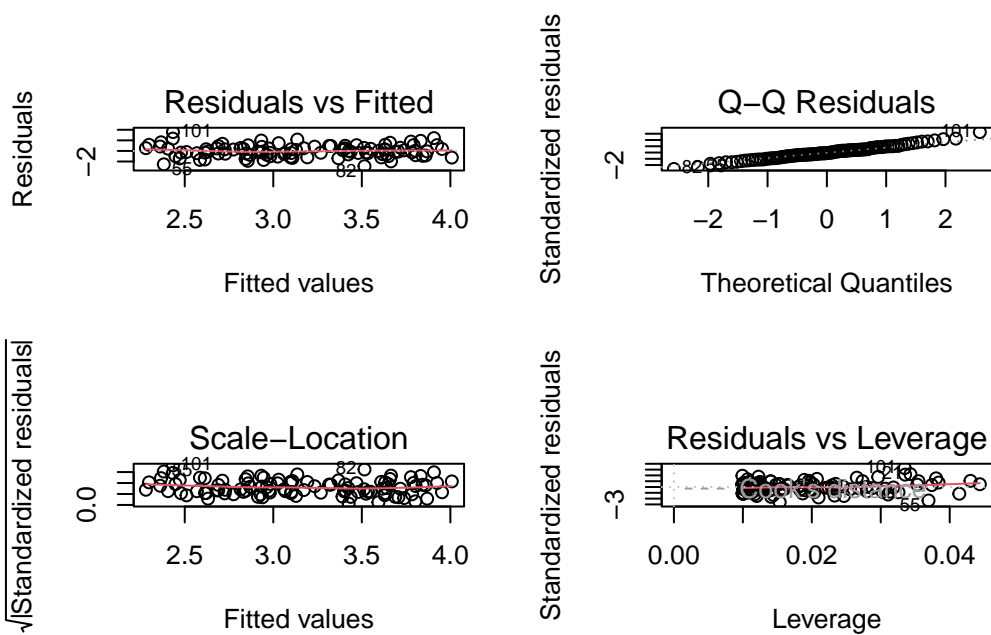 Residuals vs Fitted
Residuals
−2
101
55
82
2.5 3.0 3.5 4.0
Fitted values
Q−Q Residuals
Standardized residuals
−2
101
82
−2 −1 0 1 2
Theoretical Quantiles
Scale−Location
√|Standardized residuals|
0.0
101
82
2.5 3.0 3.5 4.0
Fitted values
Residuals vs Leverage
Standardized residuals
−3
101
Cook's distance
55
0.00 0.02 0.04
Leverage